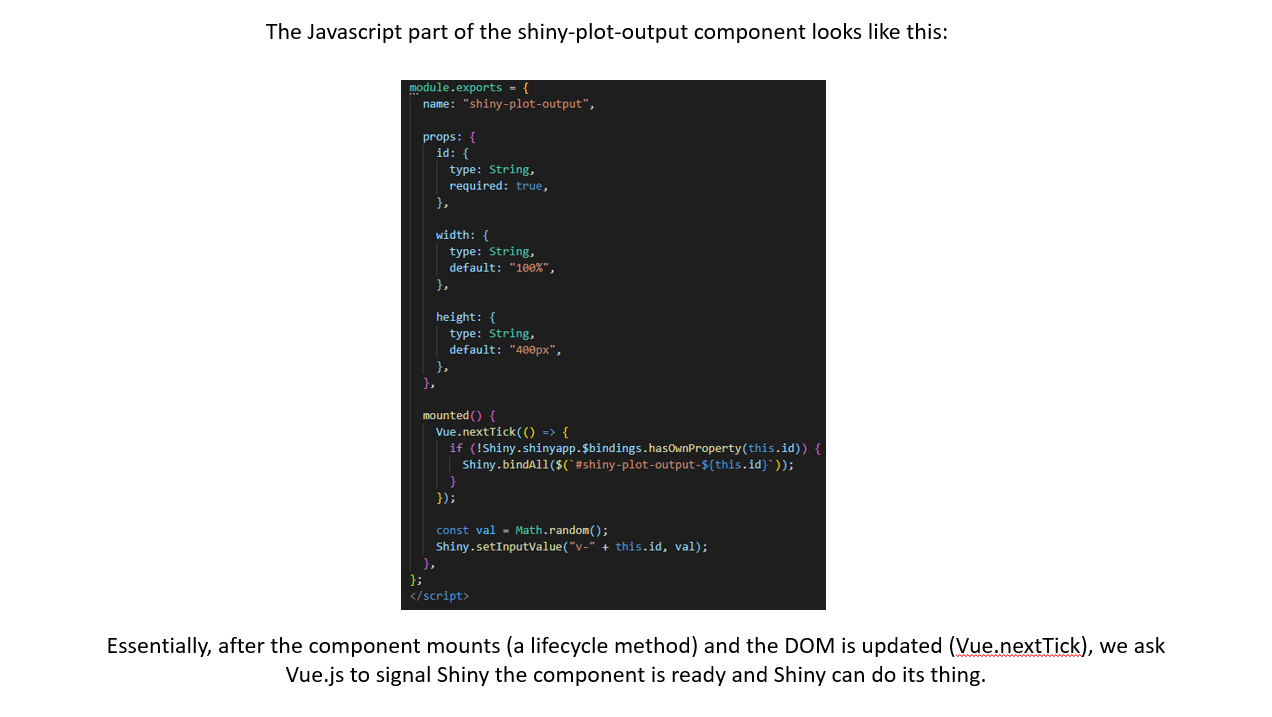 The Javascript part of the shiny-plot-output component looks like this:
module.exports = {
  name: "shiny-plot-output",
  props: {
    id: {
      type: String,
      required: true,
    },
    width: {
      type: String,
      default: "100%",
    },
    height: {
      type: String,
      default: "400px",
    },
  },
  mounted() {
    Vue.nextTick(() => {
      if (!Shiny.shinyapp.$bindings.hasOwnProperty(this.id)) {
        Shiny.bindAll($(`#shiny-plot-output-${this.id}`));
      }
    });
    const val = Math.random();
    Shiny.setInputValue("v-" + this.id, val);
  },
};
</script>
Essentially, after the component mounts (a lifecycle method) and the DOM is updated (Vue.nextTick), we ask
Vue.js to signal Shiny the component is ready and Shiny can do its thing.